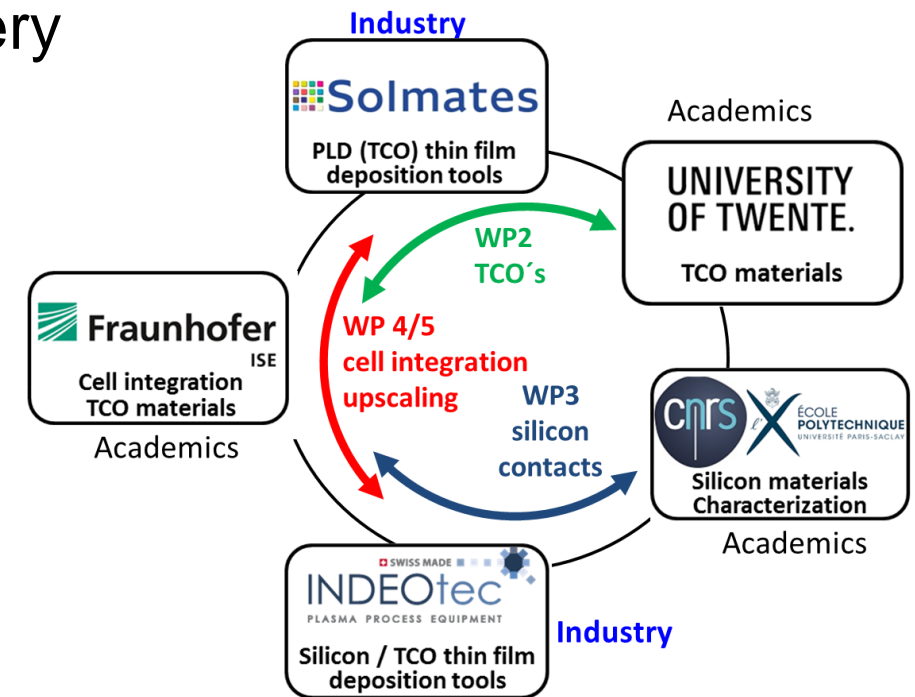 ery
Industry
Solmates
PLD (TCO) thin film
deposition tools
Academics
UNIVERSITY
OF TWENTE.
TCO materials
WP2
TCO´s
Fraunhofer
ISE
Cell integration
TCO materials
Academics
WP 4/5
cell integration
upscaling
WP3
silicon
contacts
cnrs
l'X
ÉCOLE
POLYTECHNIQUE
UNIVERSITÉ PARIS-SACLAY
Silicon materials
Characterization
Academics
SWISS MADE
INDEOtec
PLASMA PROCESS EQUIPMENT
Silicon / TCO thin film
deposition tools
Industry